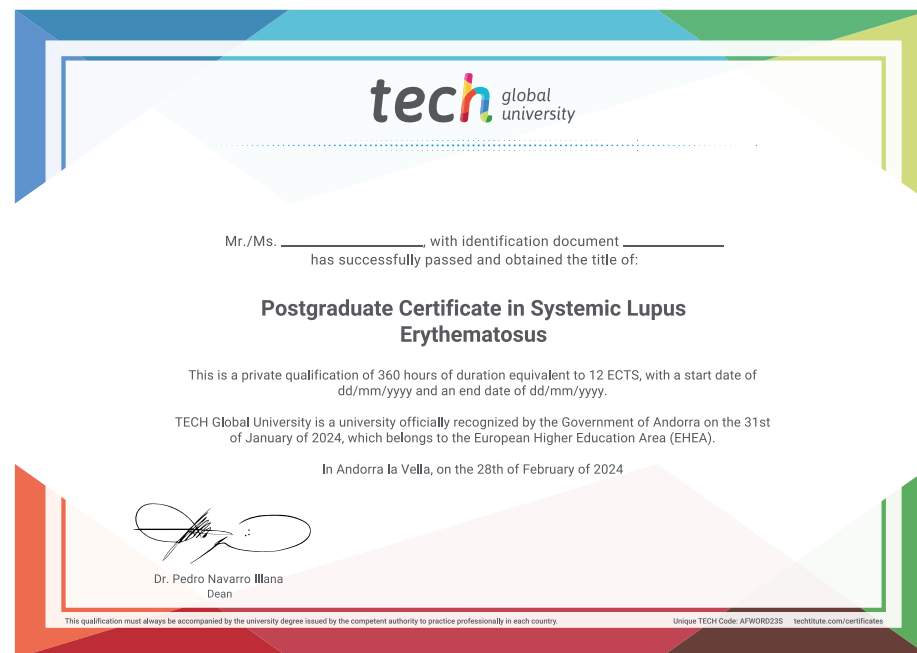 tech global university
Mr./Ms. ________________, with identification document ____________
has successfully passed and obtained the title of:
Postgraduate Certificate in Systemic Lupus
Erythematosus
This is a private qualification of 360 hours of duration equivalent to 12 ECTS, with a start date of
dd/mm/yyyy and an end date of dd/mm/yyyy.
TECH Global University is a university officially recognized by the Government of Andorra on the 31st
of January of 2024, which belongs to the European Higher Education Area (EHEA).
In Andorra la Vella, on the 28th of February of 2024
Dr. Pedro Navarro Illana
Dean
This qualification must always be accompanied by the university degree issued by the competent authority to practice professionally in each country.
Unique TECH Code: AFWORD23S techtitute.com/certificates